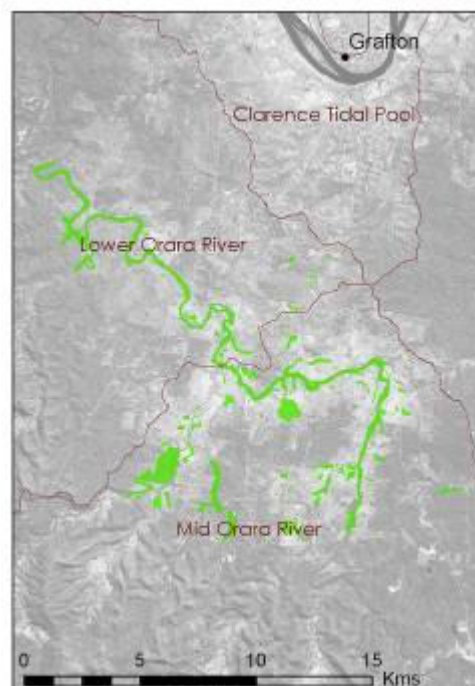 Grafton
Clarence Tidal Pool
Lower Orara River
Mid Orara River
0 5 10 15
Kms